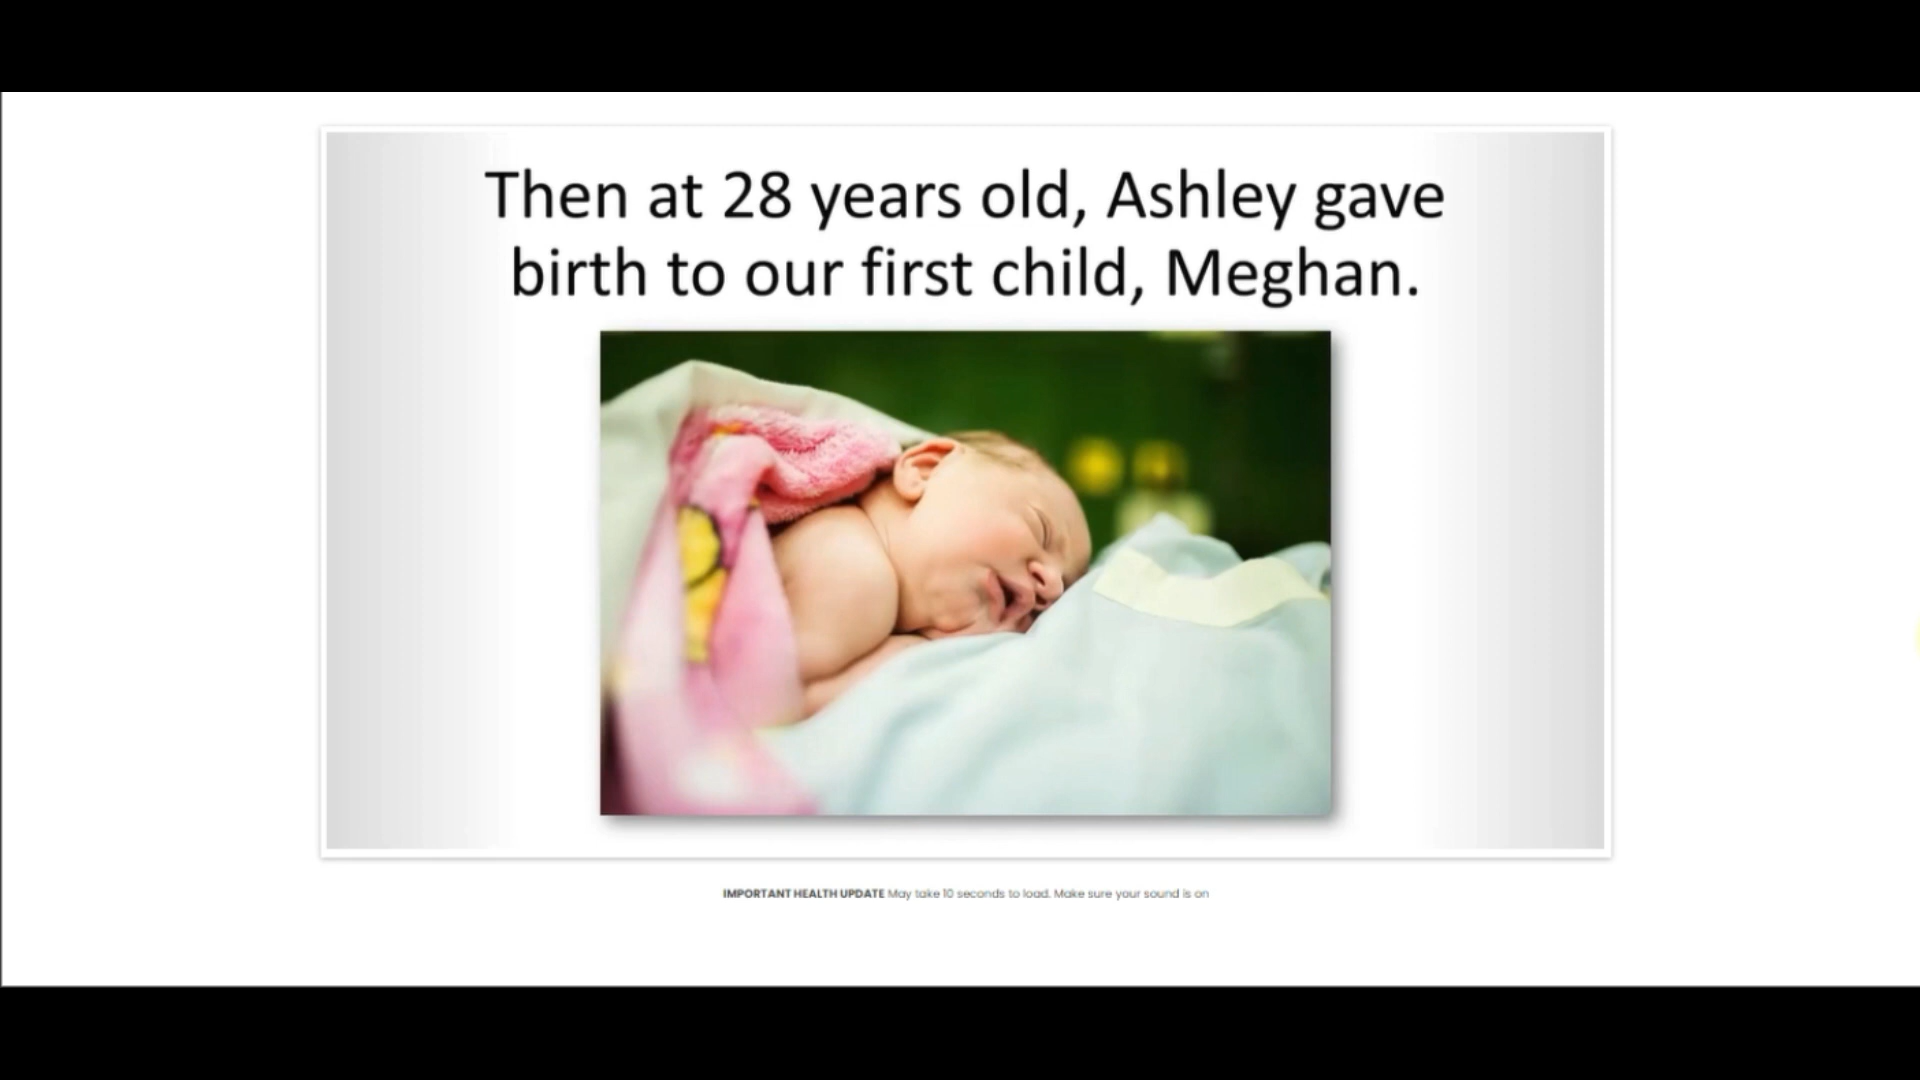 Then at 28 years old, Ashley gave
birth to our first child, Meghan.
IMPORTANT HEALTH UPDATE May take 10 seconds to load. Make sure your sound is on